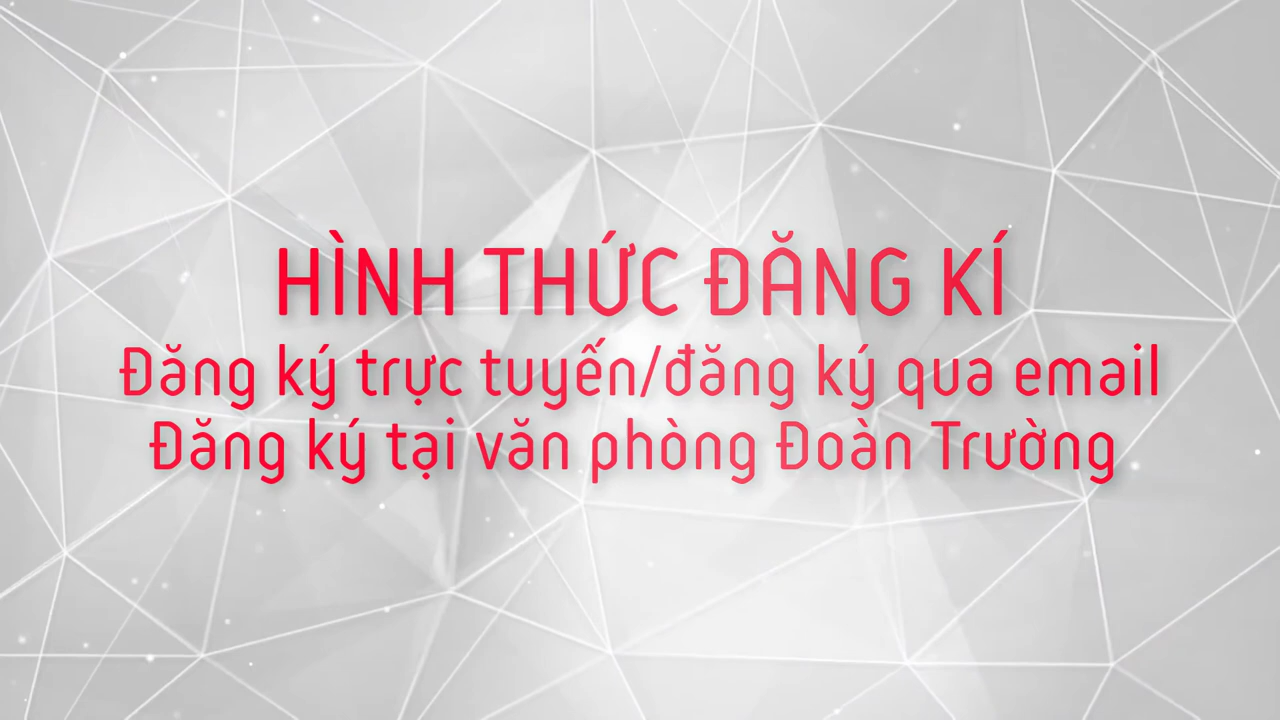 HÌNH THỨC ĐĂNG KÍ
Đăng ký trực tuyến/đăng ký qua email
Đăng ký tại văn phòng Đoàn Trường